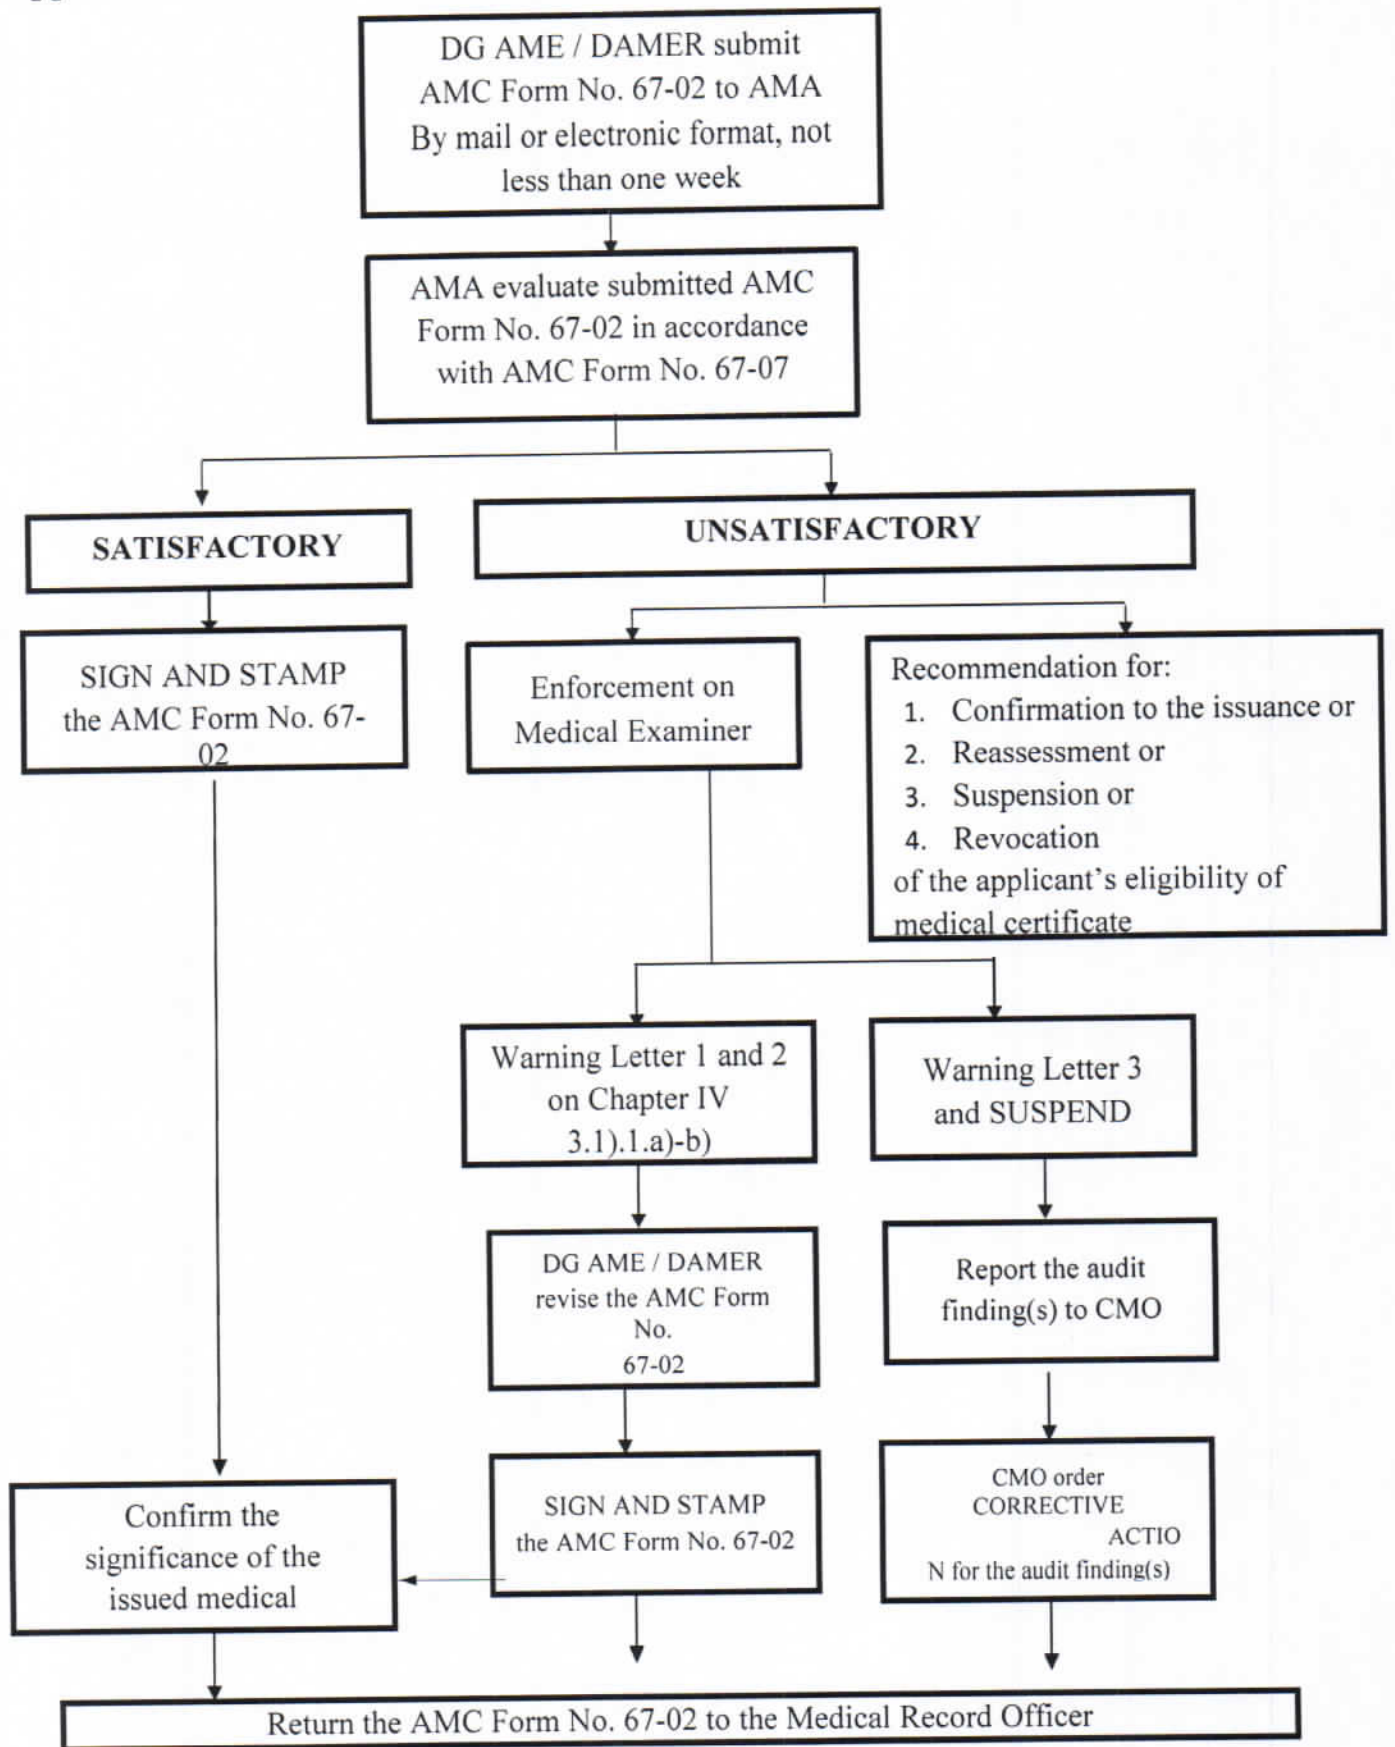 DG AME / DAMER submit
AMC Form No. 67-02 to AMA
By mail or electronic format, not
less than one week
AMA evaluate submitted AMC
Form No. 67-02 in accordance
with AMC Form No. 67-07
SATISFACTORY
UNSATISFACTORY
SIGN AND STAMP
the AMC Form No. 67-
02
Enforcement on
Medical Examiner
Recommendation for:
1. Confirmation to the issuance or
2. Reassessment or
3. Suspension or
4. Revocation
of the applicant's eligibility of
medical certificate
Warning Letter 1 and 2
on Chapter IV
3.1).1.a)-b)
Warning Letter 3
and SUSPEND
DG AME / DAMER
revise the AMC Form
No.
67-02
Report the audit
finding(s) to CMO
SIGN AND STAMP
the AMC Form No. 67-02
CMO order
CORRECTIVE
ACTIO
N for the audit finding(s)
Confirm the
significance of the
issued medical
Return the AMC Form No. 67-02 to the Medical Record Officer